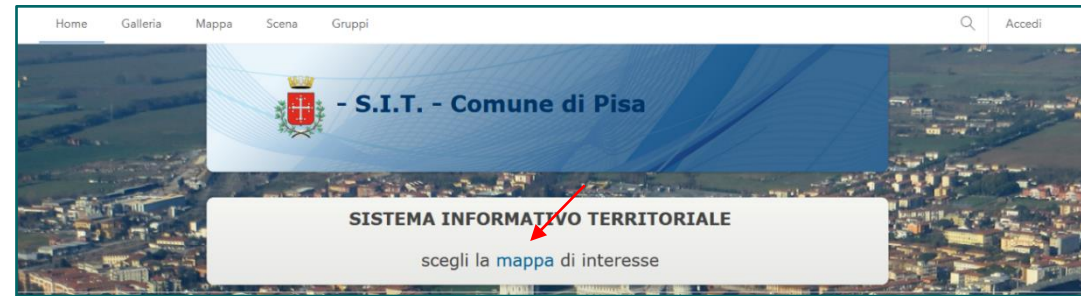 Home Galleria Mappa Scena Gruppi Accedi
- S.I.T. - Comune di Pisa
SISTEMA INFORMATIVO TERRITORIALE
scegli la mappa di interesse